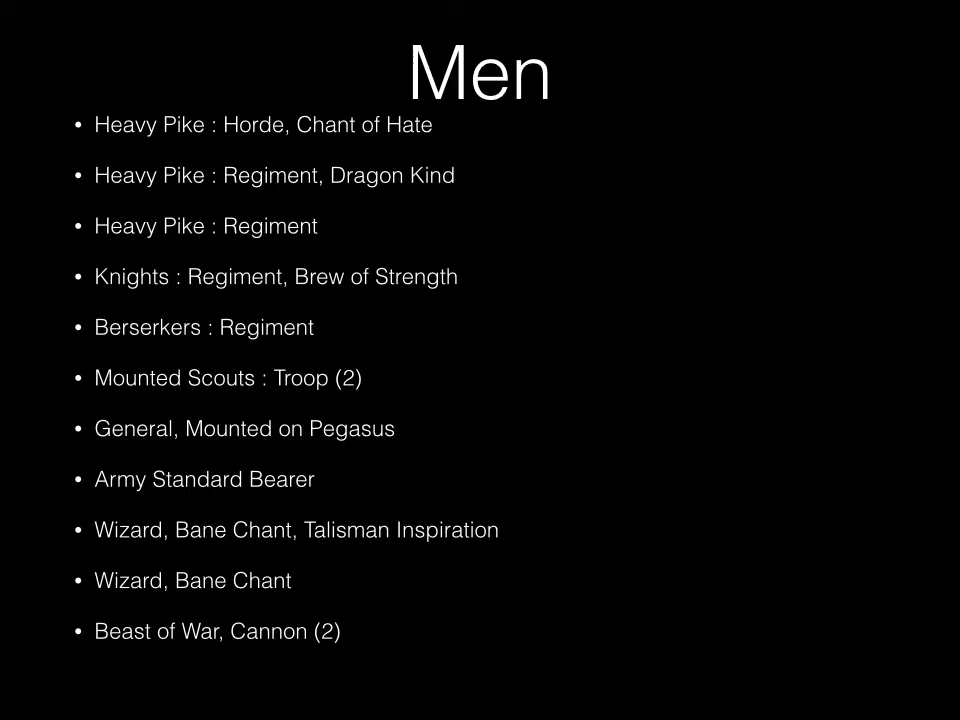 Men
• Heavy Pike : Horde, Chant of Hate
• Heavy Pike : Regiment, Dragon Kind
• Heavy Pike : Regiment
• Knights : Regiment, Brew of Strength
• Berserkers : Regiment
• Mounted Scouts : Troop (2)
• General, Mounted on Pegasus
• Army Standard Bearer
• Wizard, Bane Chant, Talisman Inspiration
• Wizard, Bane Chant
• Beast of War, Cannon (2)